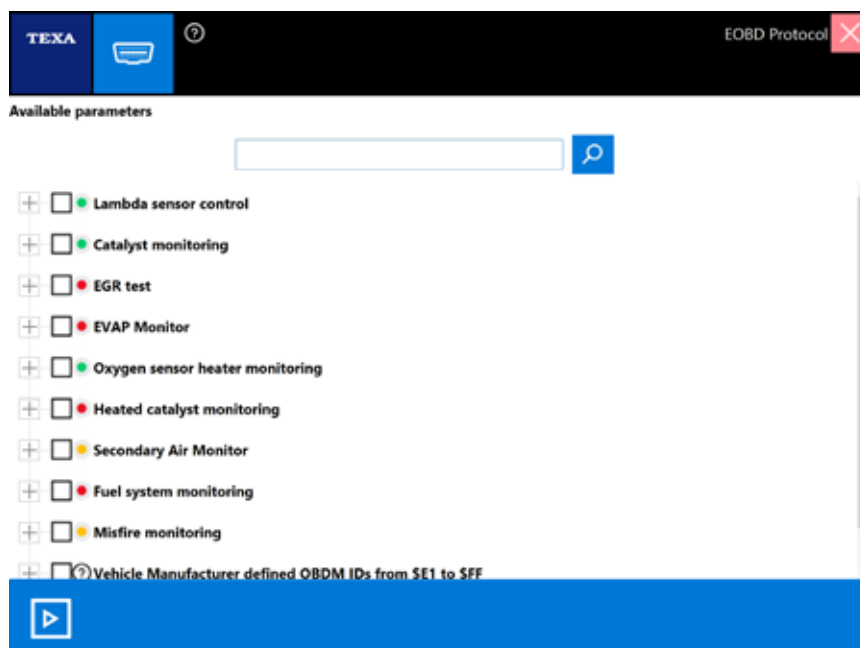 TEXA
EOBD Protocol
Available parameters
Lambda sensor control
Catalyst monitoring
EGR test
EVAP Monitor
Oxygen sensor heater monitoring
Heated catalyst monitoring
Secondary Air Monitor
Fuel system monitoring
Misfire monitoring
Vehicle Manufacturer defined OBDM IDs from $E1 to $FF